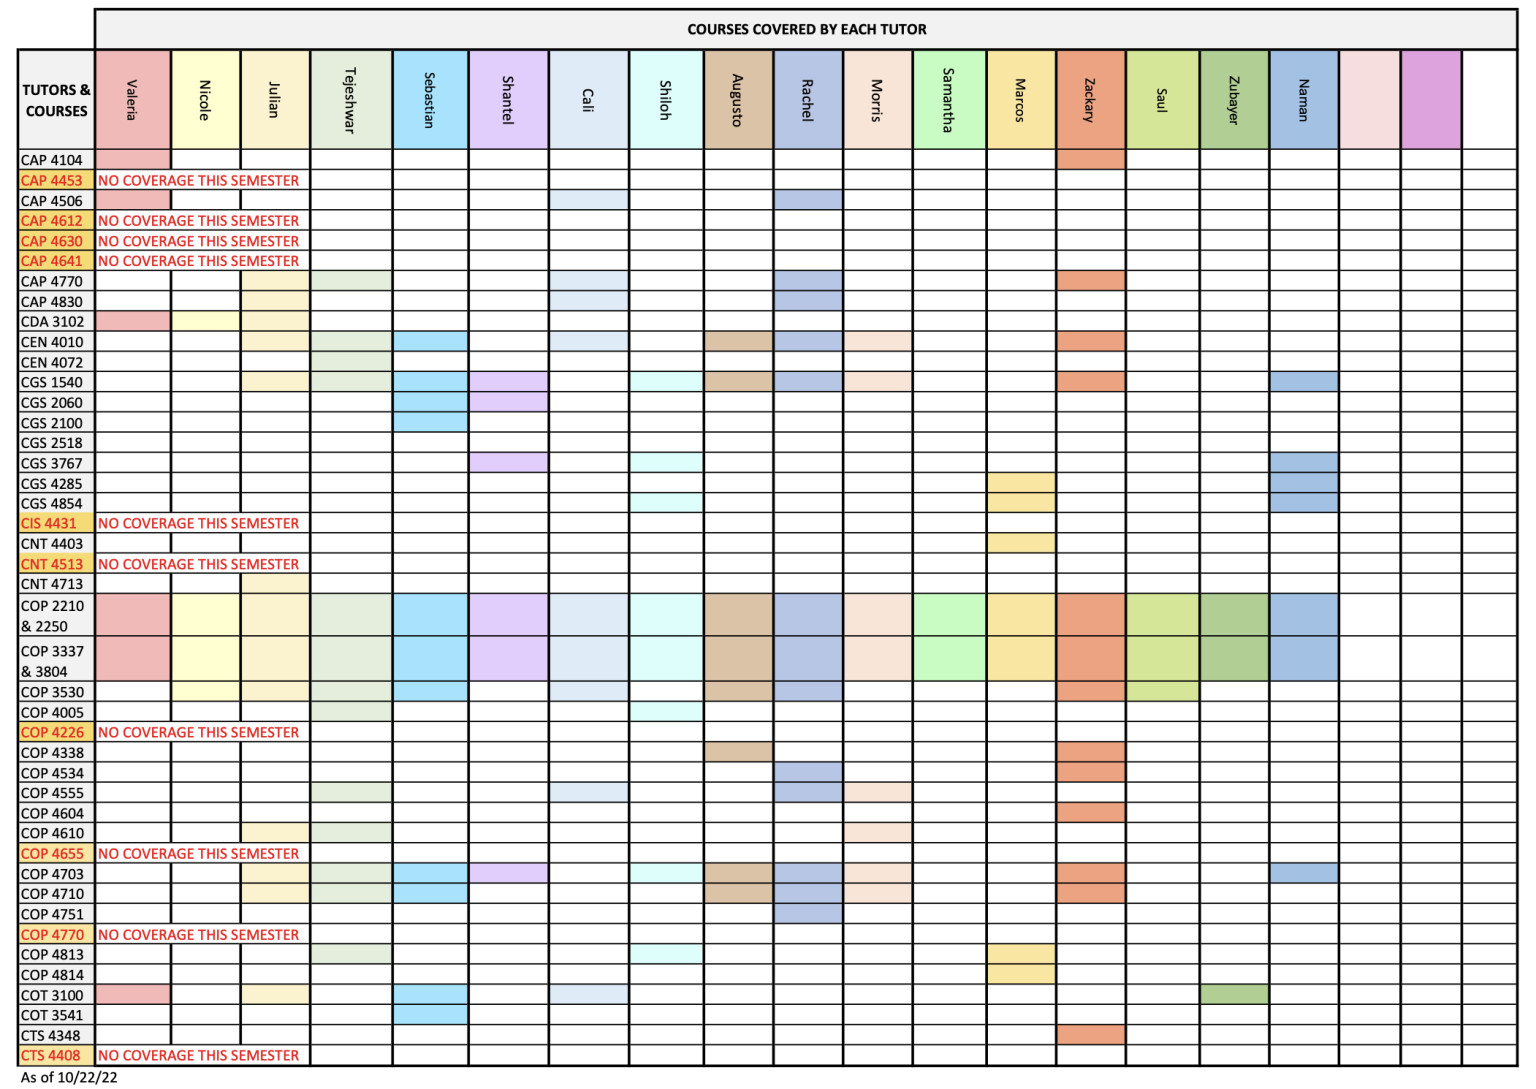 COURSES COVERED BY EACH TUTOR
TUTORS &
COURSES
Valeria
Nicole
Julian
Tejeshwar
Sebastian
Shantel
Cali
Shiloh
Augusto
Rachel
Morris
Samantha
Marcos
Zackary
Saul
Zubayer
Naman
CAP 4104
CAP 4453 NO COVERAGE THIS SEMESTER
CAP 4506
CAP 4612 NO COVERAGE THIS SEMESTER
CAP 4630 NO COVERAGE THIS SEMESTER
CAP 4641 NO COVERAGE THIS SEMESTER
CAP 4770
CAP 4830
CDA 3102
CEN 4010
CEN 4072
CGS 1540
CGS 2060
CGS 2100
CGS 2518
CGS 3767
CGS 4285
CGS 4854
CIS 4431 NO COVERAGE THIS SEMESTER
CNT 4403
CNT 4513 NO COVERAGE THIS SEMESTER
CNT 4713
COP 2210
& 2250
COP 3337
& 3804
COP 3530
COP 4005
COP 4226 NO COVERAGE THIS SEMESTER
COP 4338
COP 4534
COP 4555
COP 4604
COP 4610
COP 4655 NO COVERAGE THIS SEMESTER
COP 4703
COP 4710
COP 4751
COP 4770 NO COVERAGE THIS SEMESTER
COP 4813
COP 4814
COT 3100
COT 3541
CTS 4348
CTS 4408 NO COVERAGE THIS SEMESTER
As of 10/22/22